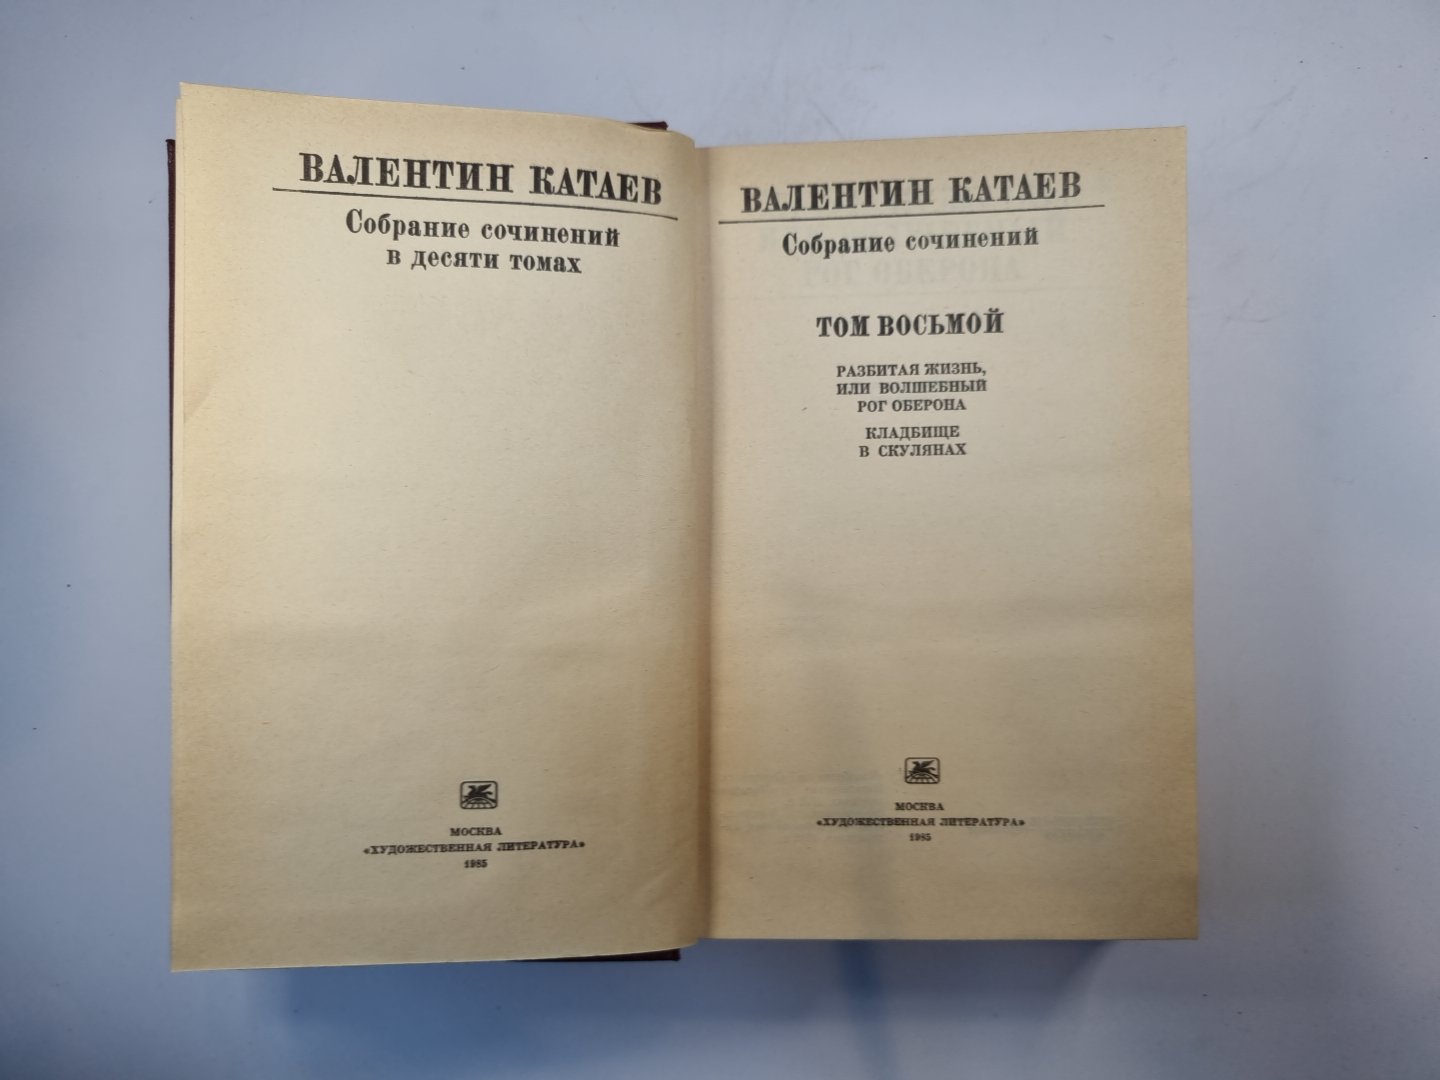 ВАЛЕНТИН КАТАЕВ
Собрание сочинений
в десяти томах
МОСКВА
«ХУДОЖЕСТВЕННАЯ ЛИТЕРАТУРА»
1985
ВАЛЕНТИН КАТАЕВ
Собрание сочинений
ТОМ ВОСЬМОЙ
РАЗБИТАЯ ЖИЗНЬ,
ИЛИ ВОЛШЕБНЫЙ
РОГ ОБЕРОНА
КЛАДБИЩЕ
В СКУЛЯНАХ
МОСКВА
«ХУДОЖЕСТВЕННАЯ ЛИТЕРАТУРА»
1985